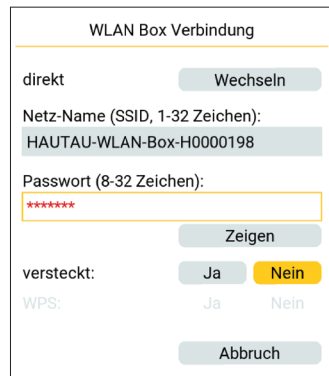 WLAN Box Verbindung
direkt Wechseln
Netz-Name (SSID, 1-32 Zeichen):
HAUTAU-WLAN-Box-H0000198
Passwort (8-32 Zeichen):
*******
Zeigen
versteckt: Ja Nein
WPS: Ja Nein
Abbruch